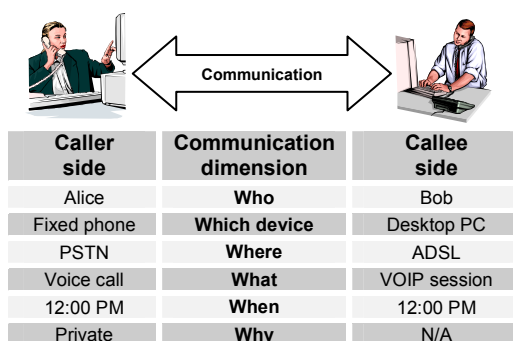 Communication
Caller side Communication dimension Callee side
Alice Who Bob
Fixed phone Which device Desktop PC
PSTN Where ADSL
Voice call What VOIP session
12:00 PM When 12:00 PM
Private Why N/A